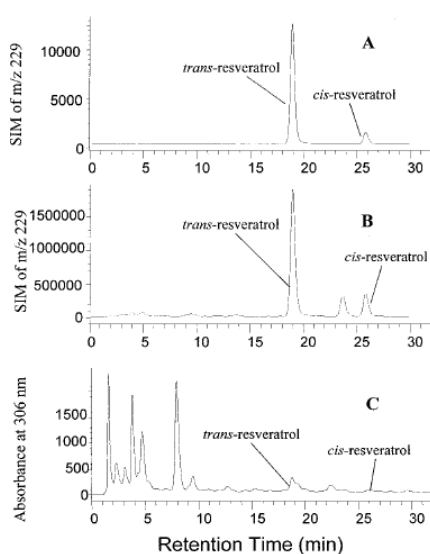 SIM of m/z 229
10000
5000
0
A
trans-resveratrol
cis-resveratrol
0 5 10 15 20 25 30
SIM of m/z 229
1500000
1000000
500000
0
B
trans-resveratrol
cis-resveratrol
0 5 10 15 20 25 30
Absorbance at 306 nm
1500
1000
500
0
C
trans-resveratrol
cis-resveratrol
0 5 10 15 20 25 30
Retention Time (min)